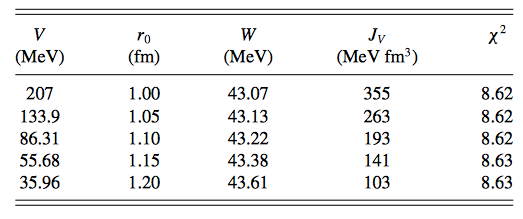 V r₀ W J_V χ²
(MeV) (fm) (MeV) (MeV fm³)
207 1.00 43.07 355 8.62
133.9 1.05 43.13 263 8.62
86.31 1.10 43.22 193 8.62
55.68 1.15 43.38 141 8.63
35.96 1.20 43.61 103 8.63